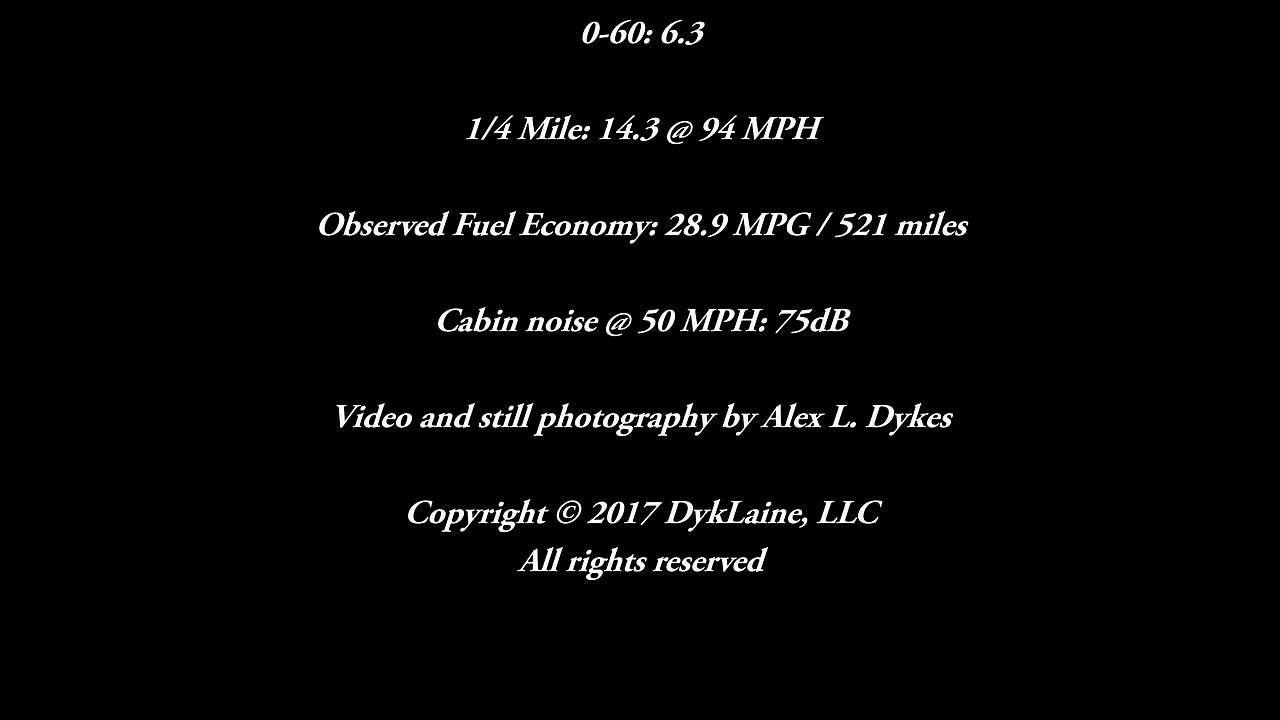 0-60: 6.3
1/4 Mile: 14.3 @ 94 MPH
Observed Fuel Economy: 28.9 MPG / 521 miles
Cabin noise @ 50 MPH: 75dB
Video and still photography by Alex L. Dykes
Copyright © 2017 DykLaine, LLC
All rights reserved